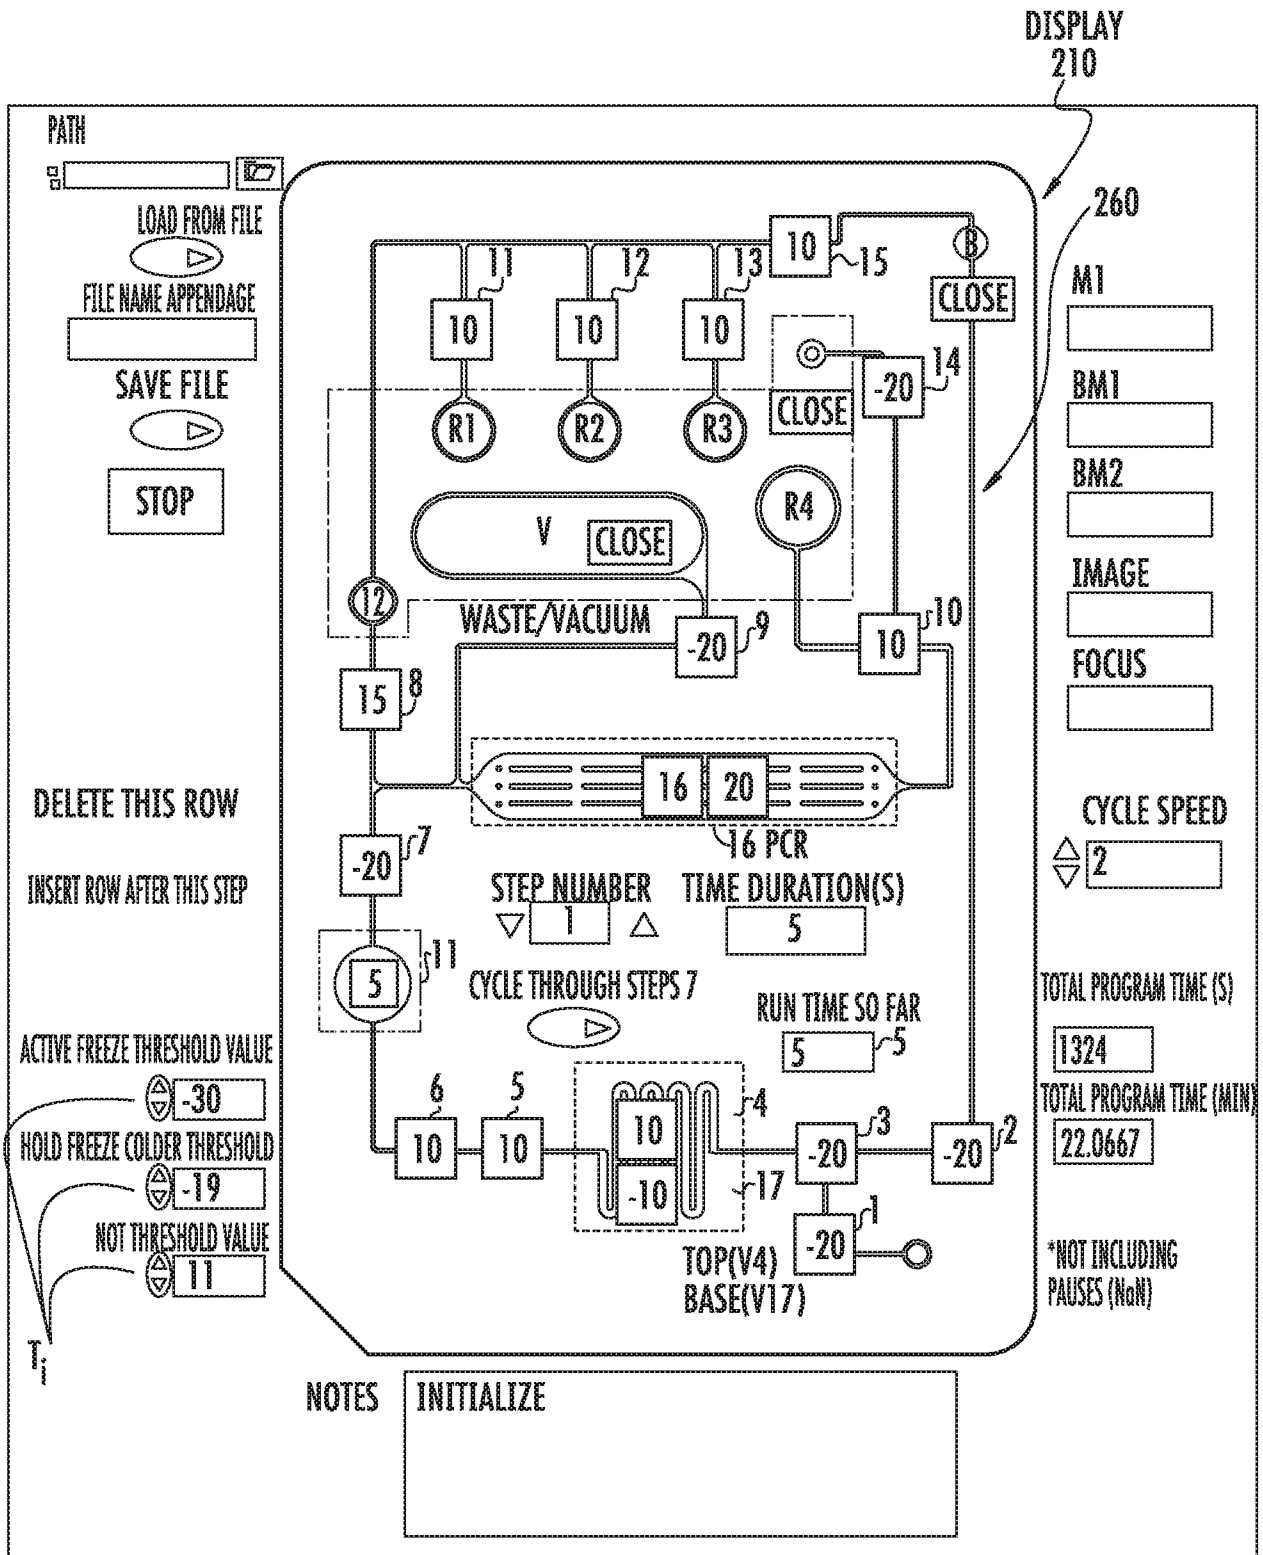 DISPLAY
210
PATH
LOAD FROM FILE
FILE NAME APPENDAGE
SAVE FILE
STOP
DELETE THIS ROW
INSERT ROW AFTER THIS STEP
ACTIVE FREEZE THRESHOLD VALUE
-30
HOLD FREEZE COLDER THRESHOLD
-19
NOT THRESHOLD VALUE
11
Ti
10
15
B
CLOSE
260
11
12
13
10
10
10
14
-20
CLOSE
R1
R2
R3
R4
V
CLOSE
12
WASTE/VACUUM
-20
9
10
10
15
8
16
20
16 PCR
-20
7
STEP NUMBER
1
TIME DURATION(S)
5
5
11
CYCLE THROUGH STEPS 7
RUN TIME SO FAR
5
5
6
10
5
10
10
-10
4
17
-20
3
-20
2
-20
1
TOP(V4)
BASE(V17)
M1
BM1
BM2
IMAGE
FOCUS
CYCLE SPEED
2
TOTAL PROGRAM TIME (S)
1324
TOTAL PROGRAM TIME (MIN)
22.0667
*NOT INCLUDING
PAUSES (NaN)
NOTES
INITIALIZE